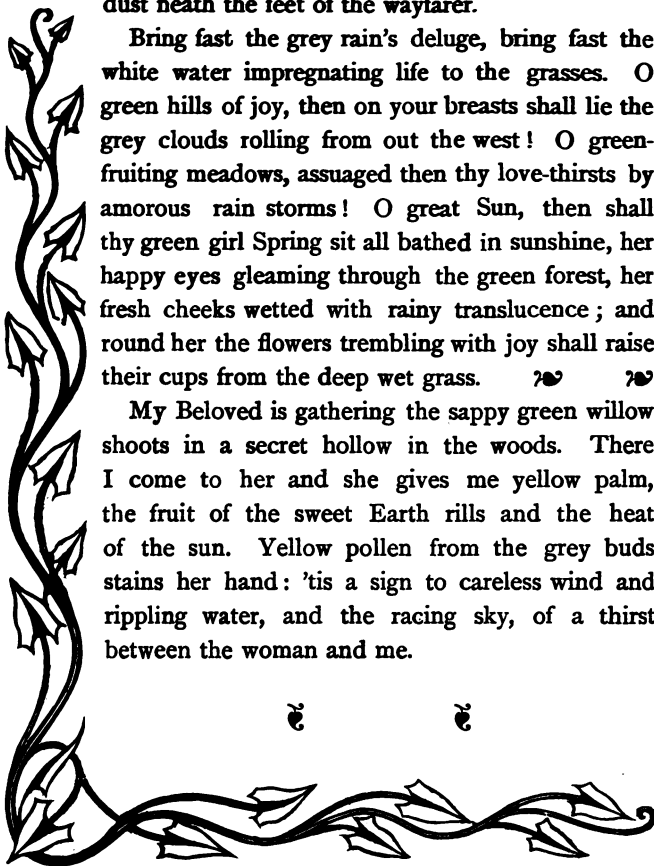 dust neath the feet of the wayfarer.
Bring fast the grey rain's deluge, bring fast the
white water impregnating life to the grasses. O
green hills of joy, then on your breasts shall lie the
grey clouds rolling from out the west! O green-
fruiting meadows, assuaged then thy love-thirsts by
amorous rain storms! O great Sun, then shall
thy green girl Spring sit all bathed in sunshine, her
happy eyes gleaming through the green forest, her
fresh cheeks wetted with rainy translucence; and
round her the flowers trembling with joy shall raise
their cups from the deep wet grass.
My Beloved is gathering the sappy green willow
shoots in a secret hollow in the woods. There
I come to her and she gives me yellow palm,
the fruit of the sweet Earth rills and the heat
of the sun. Yellow pollen from the grey buds
stains her hand: 'tis a sign to careless wind and
rippling water, and the racing sky, of a thirst
between the woman and me.